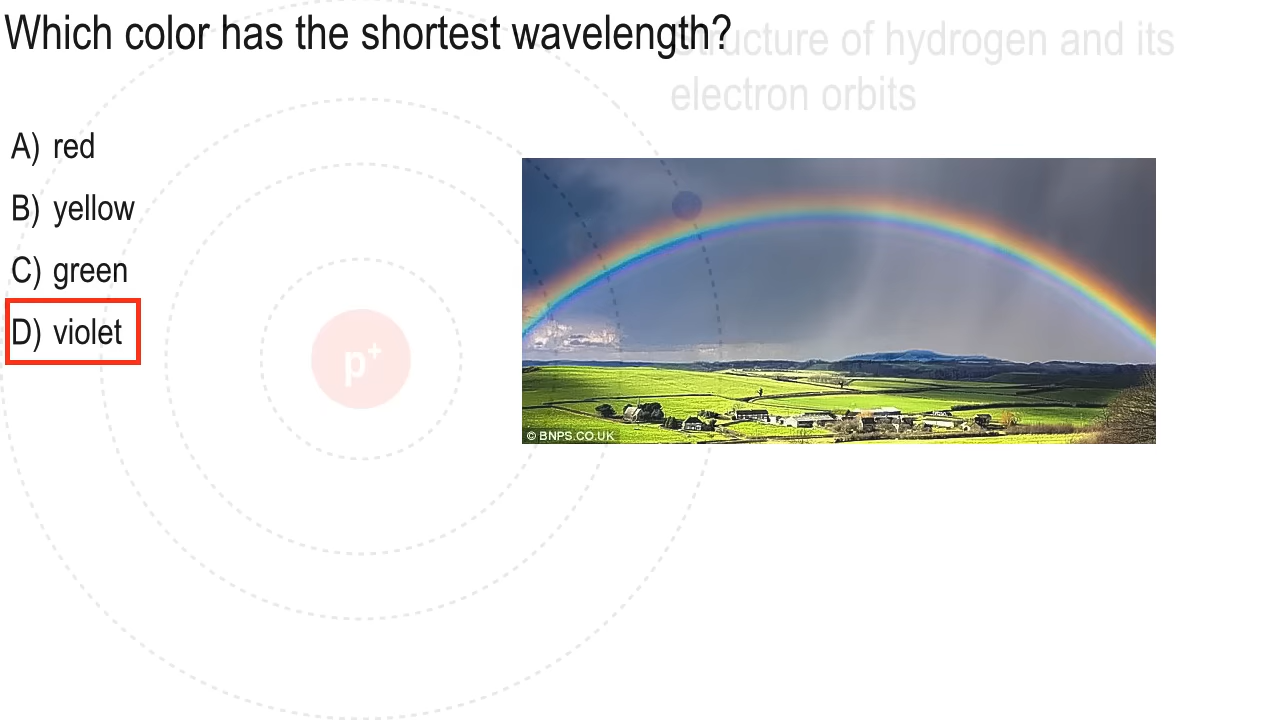 Which color has the shortest wavelength?
Structure of hydrogen and its
electron orbits
A) red
B) yellow
C) green
D) violet
p+
© BNPS.CO.UK